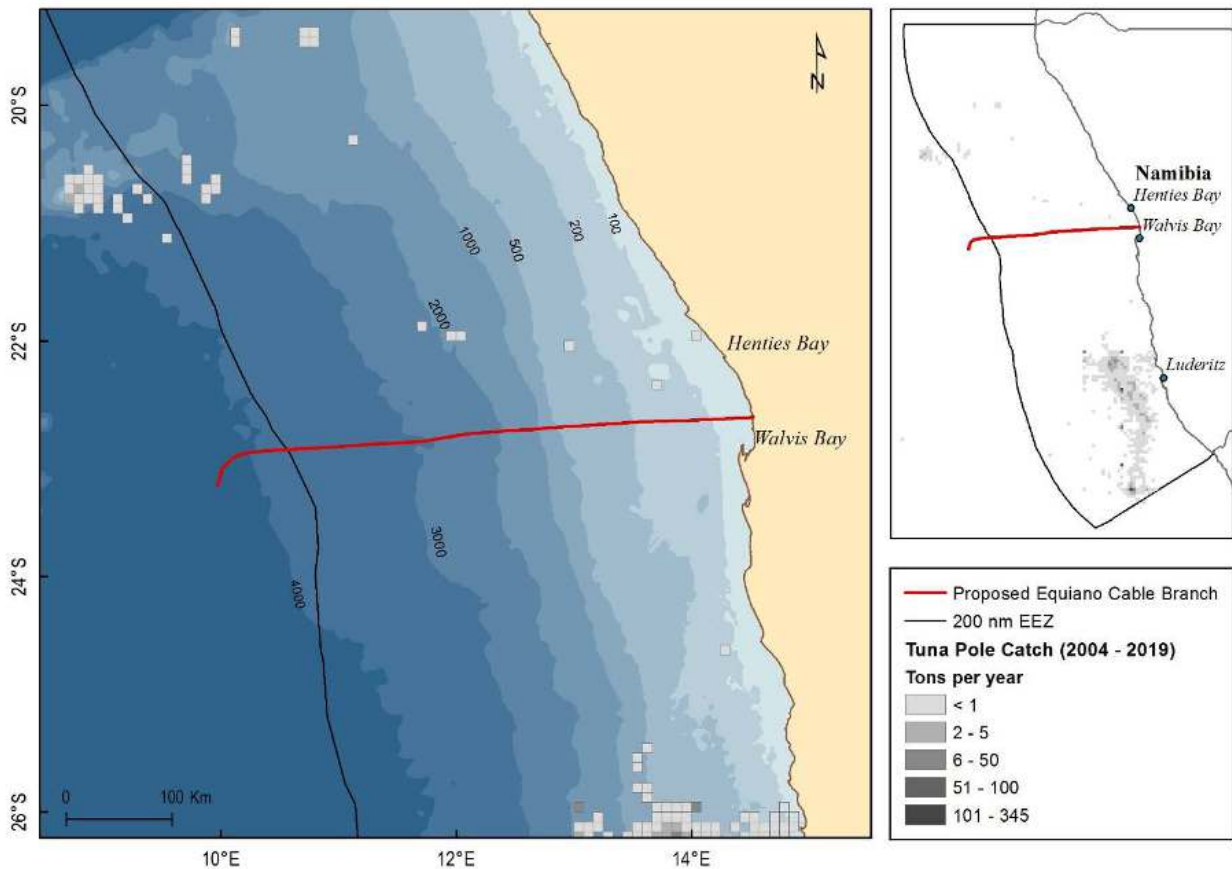 20°S
22°S
24°S
26°S
10°E
12°E
14°E
0
100 Km
N
1000
500
200
100
2000
3000
4000
Henties Bay
Walvis Bay
Namibia
Henties Bay
Walvis Bay
Luderitz
Proposed Equiano Cable Branch
200 nm EEZ
Tuna Pole Catch (2004 - 2019)
Tons per year
< 1
2 - 5
6 - 50
51 - 100
101 - 345